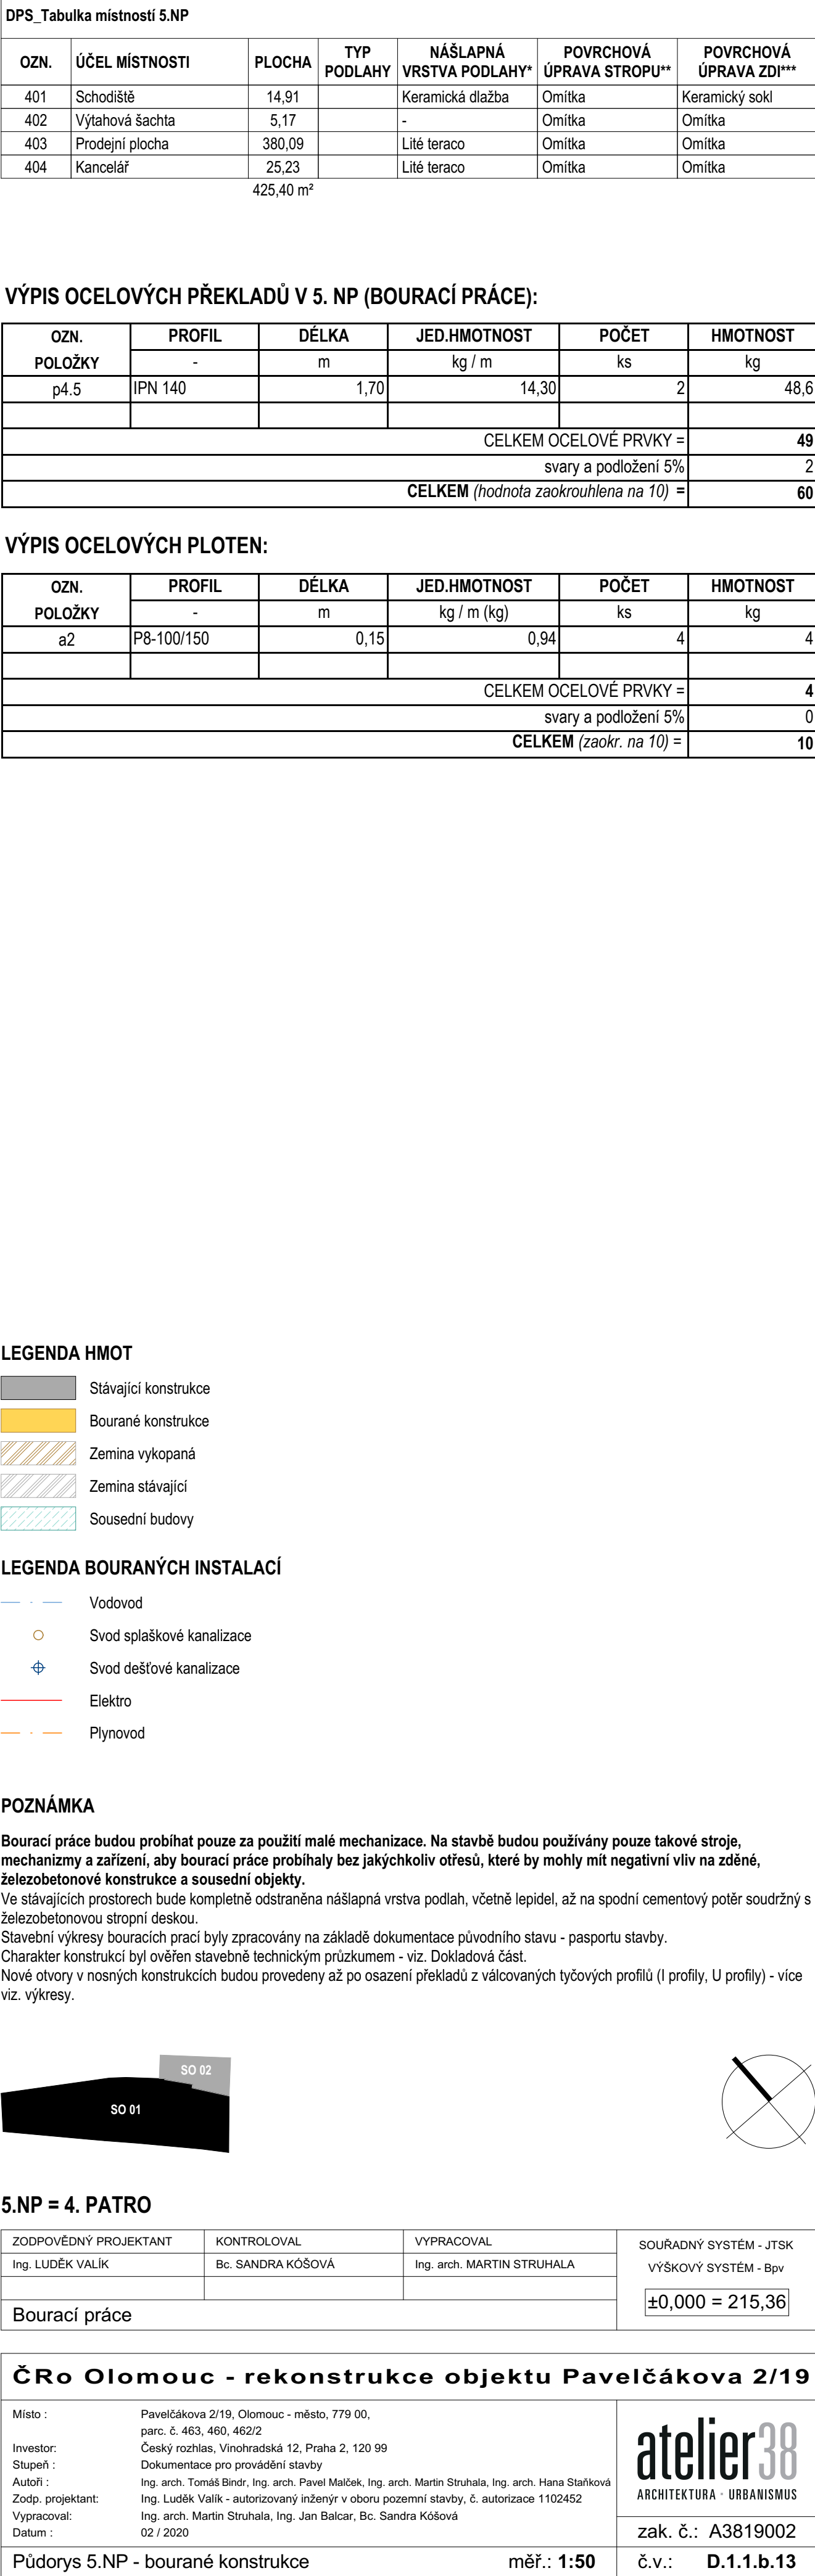 DPS_Tabulka místností 5.NP
OZN. ÚČEL MÍSTNOSTI PLOCHA TYP PODLAHY NÁŠLAPNÁ VRSTVA PODLAHY* POVRCHOVÁ ÚPRAVA STROPU** POVRCHOVÁ ÚPRAVA ZDI***
401 Schodiště 14,91 Keramická dlažba Omítka Keramický sokl
402 Výtahová šachta 5,17 - Omítka Omítka
403 Prodejní plocha 380,09 Lité teraco Omítka Omítka
404 Kancelář 25,23 Lité teraco Omítka Omítka
425,40 m²
VÝPIS OCELOVÝCH PŘEKLADŮ V 5. NP (BOURACÍ PRÁCE):
OZN. POLOŽKY PROFIL DÉLKA JED.HMOTNOST POČET HMOTNOST
- m kg / m ks kg
p4.5 IPN 140 1,70 14,30 2 48,6
CELKEM OCELOVÉ PRVKY = 49
svary a podložení 5% 2
CELKEM (hodnota zaokrouhlena na 10) = 60
VÝPIS OCELOVÝCH PLOTEN:
OZN. POLOŽKY PROFIL DÉLKA JED.HMOTNOST POČET HMOTNOST
- m kg / m (kg) ks kg
a2 P8-100/150 0,15 0,94 4 4
CELKEM OCELOVÉ PRVKY = 4
svary a podložení 5% 0
CELKEM (zaokr. na 10) = 10
LEGENDA HMOT
Stávající konstrukce
Bourané konstrukce
Zemina vykopaná
Zemina stávající
Sousední budovy
LEGENDA BOURANÝCH INSTALACÍ
Vodovod
Svod splaškové kanalizace
Svod dešťové kanalizace
Elektro
Plynovod
POZNÁMKA
Bourací práce budou probíhat pouze za použití malé mechanizace. Na stavbě budou používány pouze takové stroje,
mechanizmy a zařízení, aby bourací práce probíhaly bez jakýchkoliv otřesů, které by mohly mít negativní vliv na zděné,
železobetonové konstrukce a sousední objekty.
Ve stávajících prostorech bude kompletně odstraněna nášlapná vrstva podlah, včetně lepidel, až na spodní cementový potěr soudržný s
železobetonovou stropní deskou.
Stavební výkresy bouracích prací byly zpracovány na základě dokumentace původního stavu - pasportu stavby.
Charakter konstrukcí byl ověřen stavebně technickým průzkumem - viz. Dokladová část.
Nové otvory v nosných konstrukcích budou provedeny až po osazení překladů z válcovaných tyčových profilů (I profily, U profily) - více
viz. výkresy.
SO 02
SO 01
5.NP = 4. PATRO
ZODPOVĚDNÝ PROJEKTANT KONTROLOVAL VYPRACOVAL SOUŘADNÝ SYSTÉM - JTSK
Ing. LUDĚK VALÍK Bc. SANDRA KÓŠOVÁ Ing. arch. MARTIN STRUHALA VÝŠKOVÝ SYSTÉM - Bpv
±0,000 = 215,36
Bourací práce
ČRo Olomouc - rekonstrukce objektu Pavelčákova 2/19
Místo : Pavelčákova 2/19, Olomouc - město, 779 00,
parc. č. 463, 460, 462/2
Investor: Český rozhlas, Vinohradská 12, Praha 2, 120 99
Stupeň : Dokumentace pro provádění stavby
Autoři : Ing. arch. Tomáš Bindr, Ing. arch. Pavel Malček, Ing. arch. Martin Struhala, Ing. arch. Hana Staňková
Zodp. projektant: Ing. Luděk Valík - autorizovaný inženýr v oboru pozemní stavby, č. autorizace 1102452
Vypracoval: Ing. arch. Martin Struhala, Ing. Jan Balcar, Bc. Sandra Kóšová
Datum : 02 / 2020
atelier38
ARCHITEKTURA · URBANISMUS
zak. č.: A3819002
Půdorys 5.NP - bourané konstrukce měř.: 1:50 č.v.: D.1.1.b.13